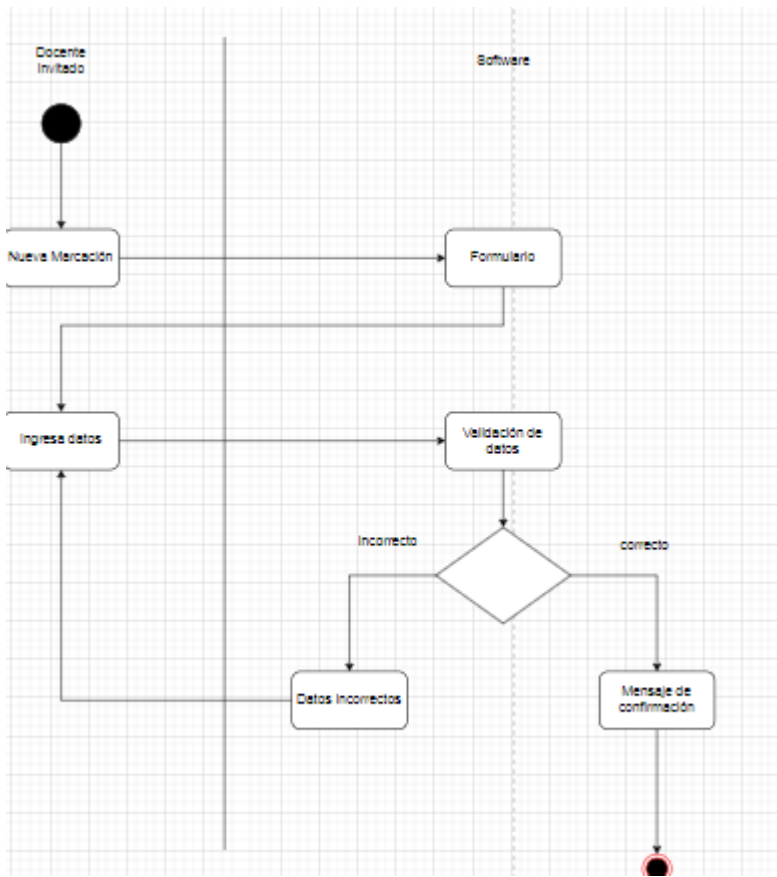 Docente
Invitado
Software
Nueva Marcación
Formulario
Ingresa datos
Validación de
datos
Incorrecto
correcto
Datos Incorrectos
Mensaje de
confirmación